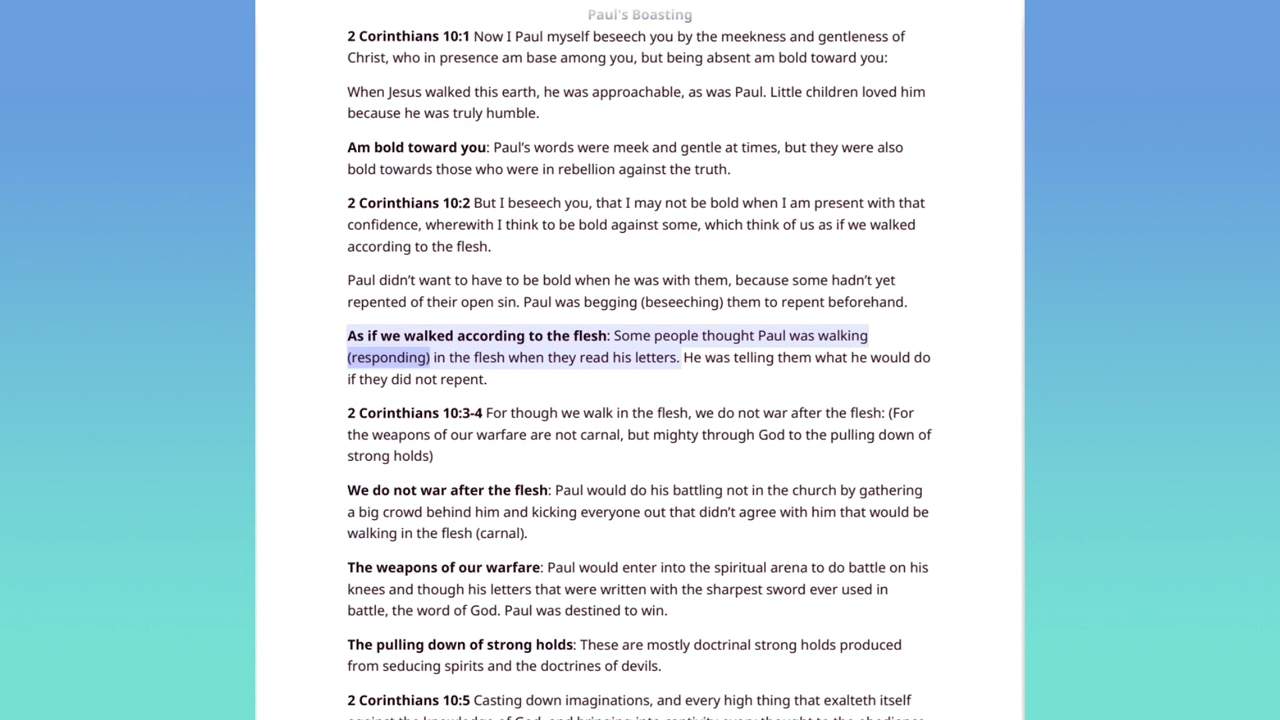 Paul's Boasting
2 Corinthians 10:1 Now I Paul myself beseech you by the meekness and gentleness of
Christ, who in presence am base among you, but being absent am bold toward you:
When Jesus walked this earth, he was approachable, as was Paul. Little children loved him
because he was truly humble.
Am bold toward you: Paul’s words were meek and gentle at times, but they were also
bold towards those who were in rebellion against the truth.
2 Corinthians 10:2 But I beseech you, that I may not be bold when I am present with that
confidence, wherewith I think to be bold against some, which think of us as if we walked
according to the flesh.
Paul didn’t want to have to be bold when he was with them, because some hadn’t yet
repented of their open sin. Paul was begging (beseeching) them to repent beforehand.
As if we walked according to the flesh: Some people thought Paul was walking
(responding) in the flesh when they read his letters. He was telling them what he would do
if they did not repent.
2 Corinthians 10:3-4 For though we walk in the flesh, we do not war after the flesh: (For
the weapons of our warfare are not carnal, but mighty through God to the pulling down of
strong holds)
We do not war after the flesh: Paul would do his battling not in the church by gathering
a big crowd behind him and kicking everyone out that didn’t agree with him that would be
walking in the flesh (carnal).
The weapons of our warfare: Paul would enter into the spiritual arena to do battle on his
knees and though his letters that were written with the sharpest sword ever used in
battle, the word of God. Paul was destined to win.
The pulling down of strong holds: These are mostly doctrinal strong holds produced
from seducing spirits and the doctrines of devils.
2 Corinthians 10:5 Casting down imaginations, and every high thing that exalteth itself
against the knowledge of God, and bringing into captivity every thought to the obedience